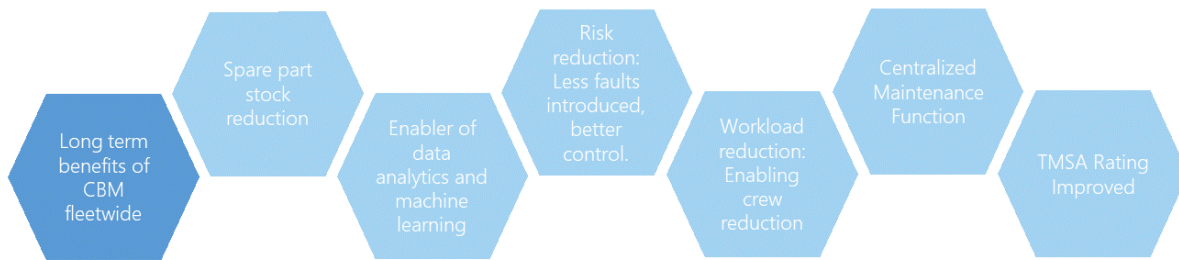 Long term
benefits of
CBM
fleetwide
Spare part
stock
reduction
Enabler of
data
analytics and
machine
learning
Risk
reduction:
Less faults
introduced,
better
control.
Workload
reduction:
Enabling
crew
reduction
Centralized
Maintenance
Function
TMSA Rating
Improved